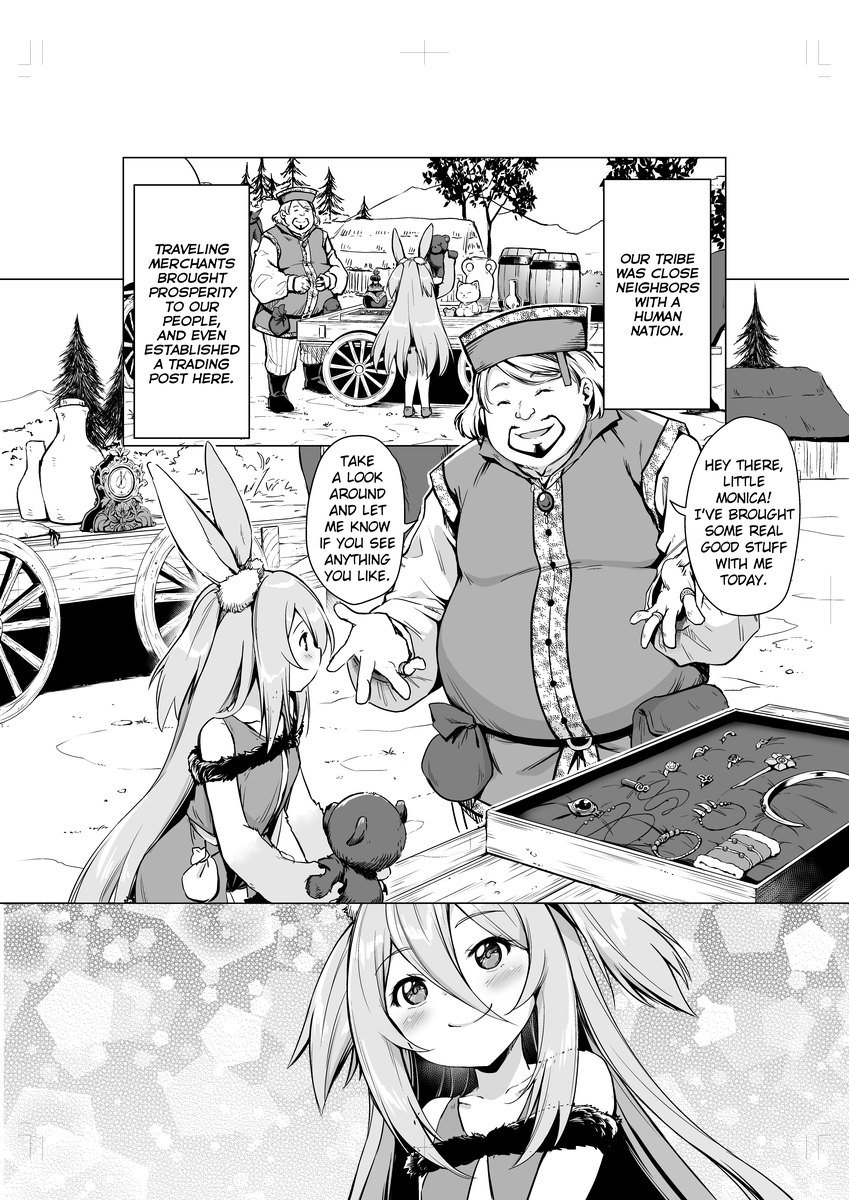 OUR TRIBE
WAS CLOSE
NEIGHBORS
WITH A
HUMAN
NATION.
TRAVELING
MERCHANTS
BROUGHT
PROSPERITY
TO OUR
PEOPLE,
AND EVEN
ESTABLISHED
A TRADING
POST HERE.
HEY THERE,
LITTLE
MONICA!
I'VE BROUGHT
SOME REAL
GOOD STUFF
WITH ME
TODAY.
TAKE
A LOOK
AROUND
AND LET
ME KNOW
IF YOU SEE
ANYTHING
YOU LIKE.